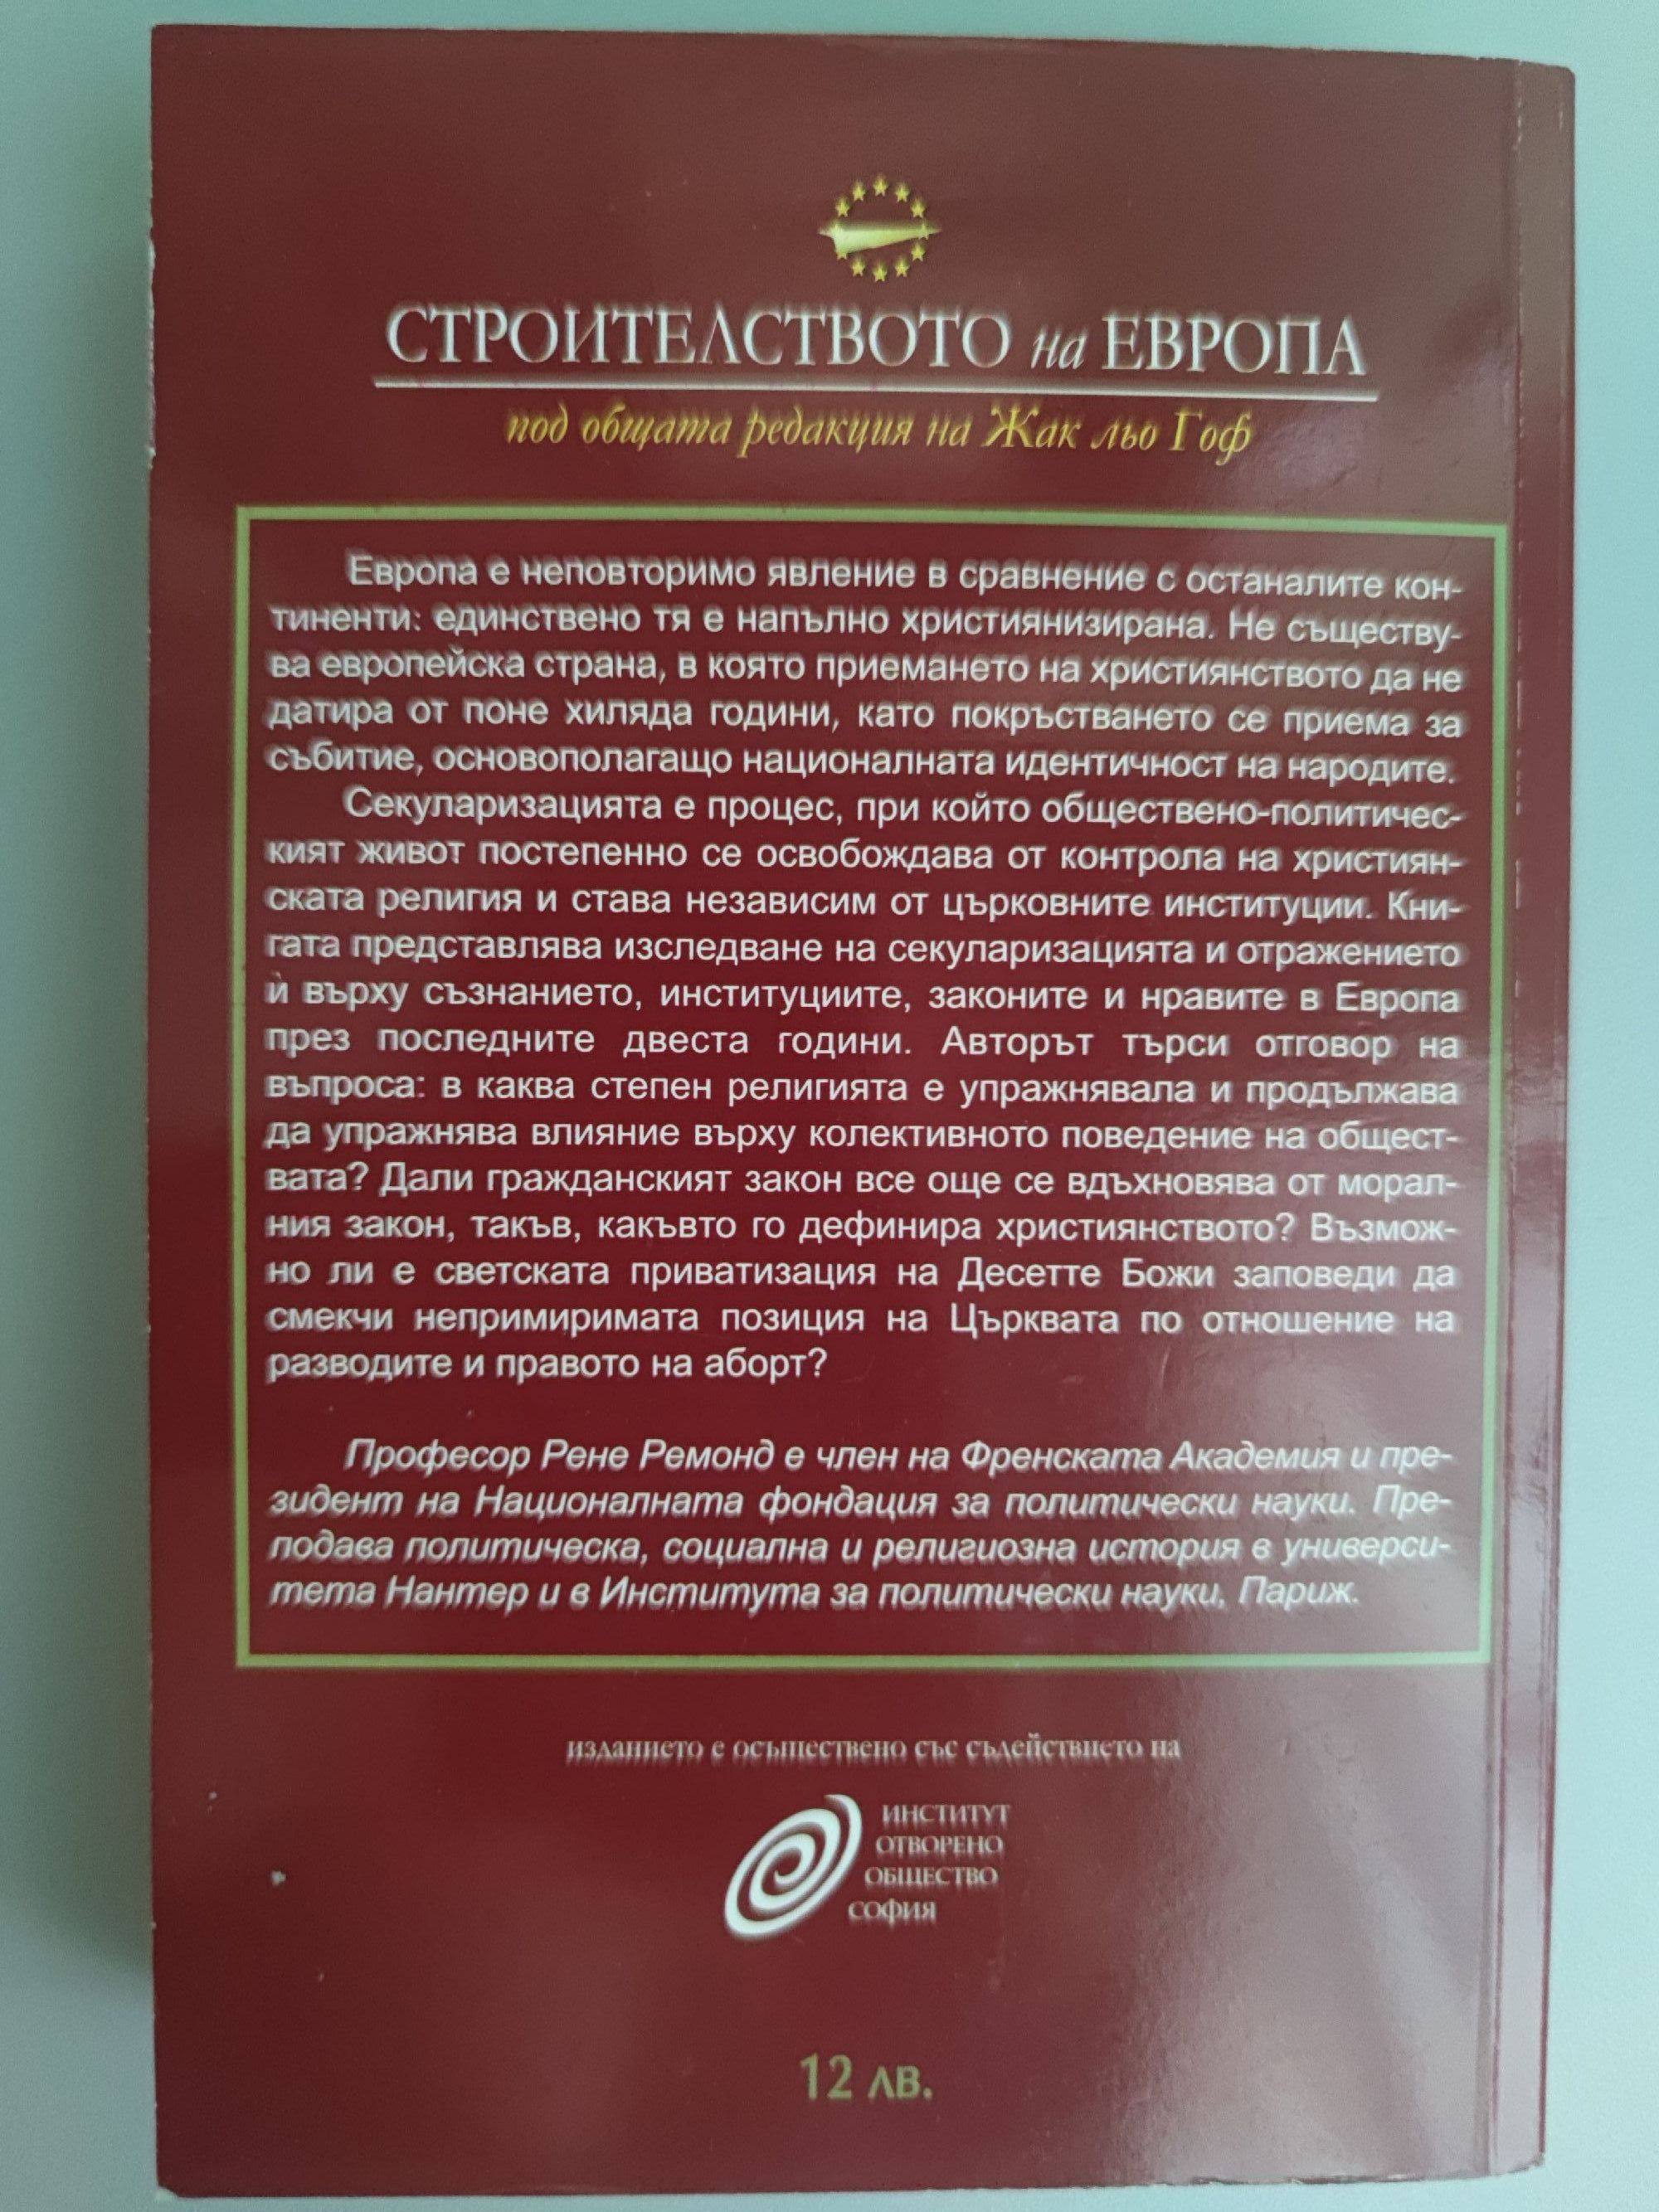 СТРОИТЕЛСТВОТО на ЕВРОПА
под общата редакция на Жак льо Гоф
Европа е неповторимо явление в сравнение с останалите кон-
тиненти: единствено тя е напълно християнизирана. Не съществу-
ва европейска страна, в която приемането на християнството да не
датира от поне хиляда години, като покръстването се приема за
събитие, основополагащо националната идентичност на народите.
Секуларизацията е процес, при който обществено-политичес-
кият живот постепенно се освобождава от контрола на християн-
ската религия и става независим от църковните институции. Кни-
гата представлява изследване на секуларизацията и отражението
ѝ върху съзнанието, институциите, законите и нравите в Европа
през последните двеста години. Авторът търси отговор на
въпроса: в каква степен религията е упражнявала и продължава
да упражнява влияние върху колективното поведение на общест-
вата? Дали гражданският закон все още се вдъхновява от морал-
ния закон, такъв, какъвто го дефинира християнството? Възмож-
но ли е светската приватизация на Десетте Божи заповеди да
смекчи непримиримата позиция на Църквата по отношение на
разводите и правото на аборт?
Професор Рене Ремонд е член на Френската Академия и пре-
зидент на Националната фондация за политически науки. Пре-
подава политическа, социална и религиозна история в универси-
тета Нантер и в Института за политически науки, Париж.
изданието е осъществено със съдействието на
ИНСТИТУТ
ОТВОРЕНО
ОБЩЕСТВО
СОФИЯ
12 лв.